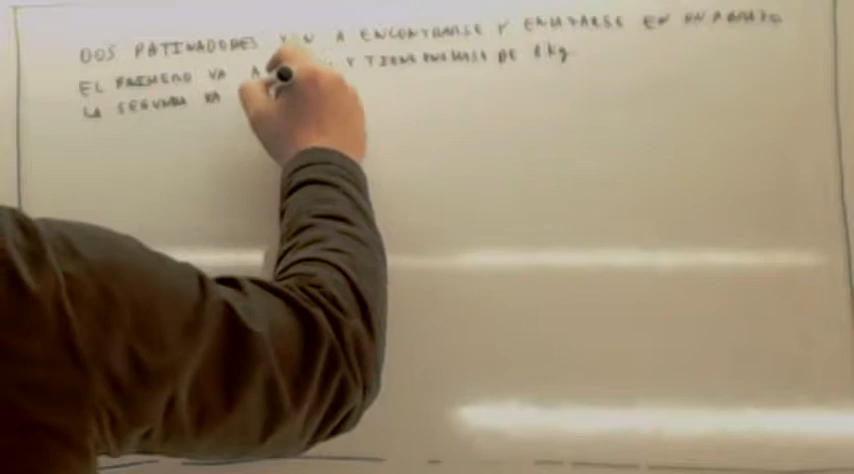 DOS PATINADORES VAN A ENCONTRARSE Y ENLAZARSE EN UN ABRAZO
EL PRIMERO VA A Y TIENE UNA MASA DE kg
LA SEGUNDA VA